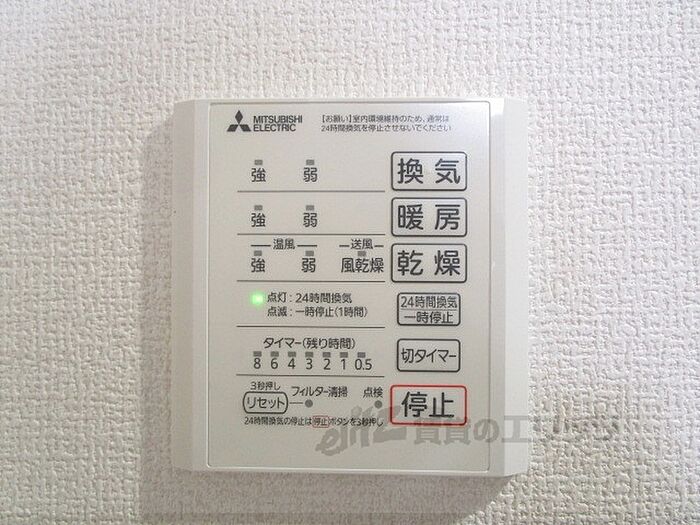 MITSUBISHI
ELECTRIC
【お願い】室内環境維持のため、通常は
24時間換気を停止させないでください
強 弱 換気
強 弱 暖房
温風 送風
強 弱 風乾燥 乾燥
点灯:24時間換気
点滅:一時停止(1時間)
24時間換気
一時停止
タイマー(残り時間)
8 6 4 3 2 1 0.5
切タイマー
3秒押し
リセット フィルター清掃 点検
停止
24時間換気の停止は停止ボタンを3秒押し
賃貸のエリッツ